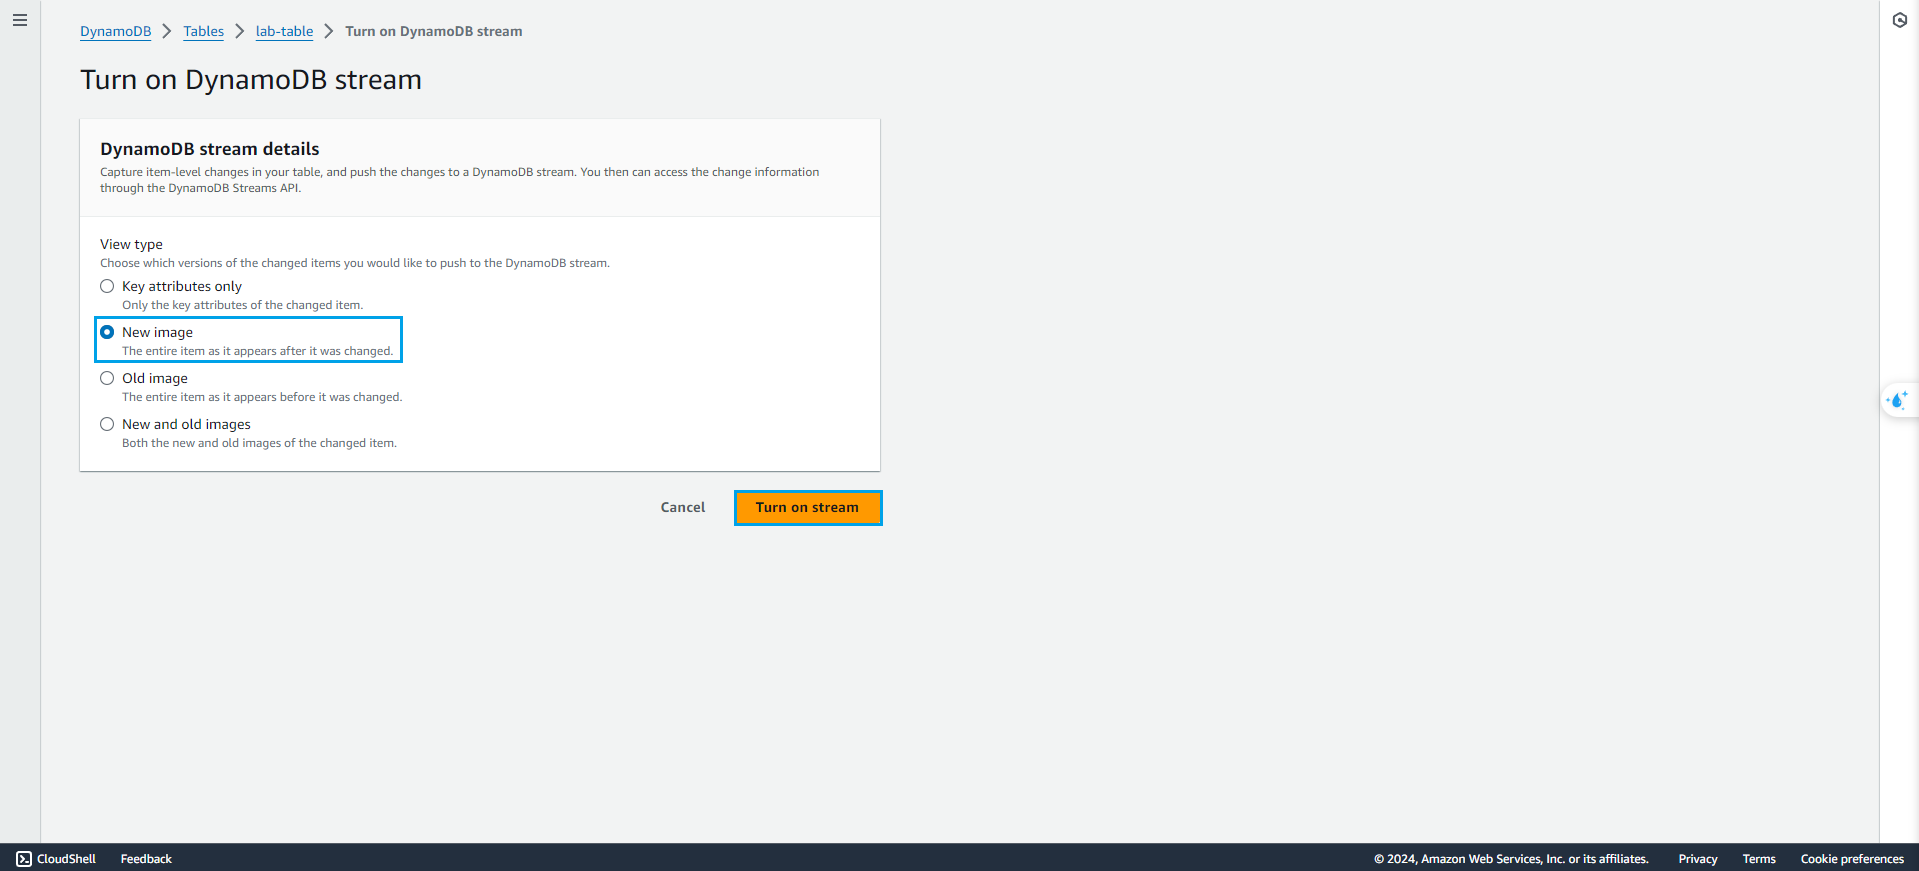 DynamoDB > Tables > lab-table > Turn on DynamoDB stream
Turn on DynamoDB stream
DynamoDB stream details
Capture item-level changes in your table, and push the changes to a DynamoDB stream. You then can access the change information
through the DynamoDB Streams API.
View type
Choose which versions of the changed items you would like to push to the DynamoDB stream.
Key attributes only
Only the key attributes of the changed item.
New image
The entire item as it appears after it was changed.
Old image
The entire item as it appears before it was changed.
New and old images
Both the new and old images of the changed item.
Cancel Turn on stream
CloudShell Feedback © 2024, Amazon Web Services, Inc. or its affiliates. Privacy Terms Cookie preferences